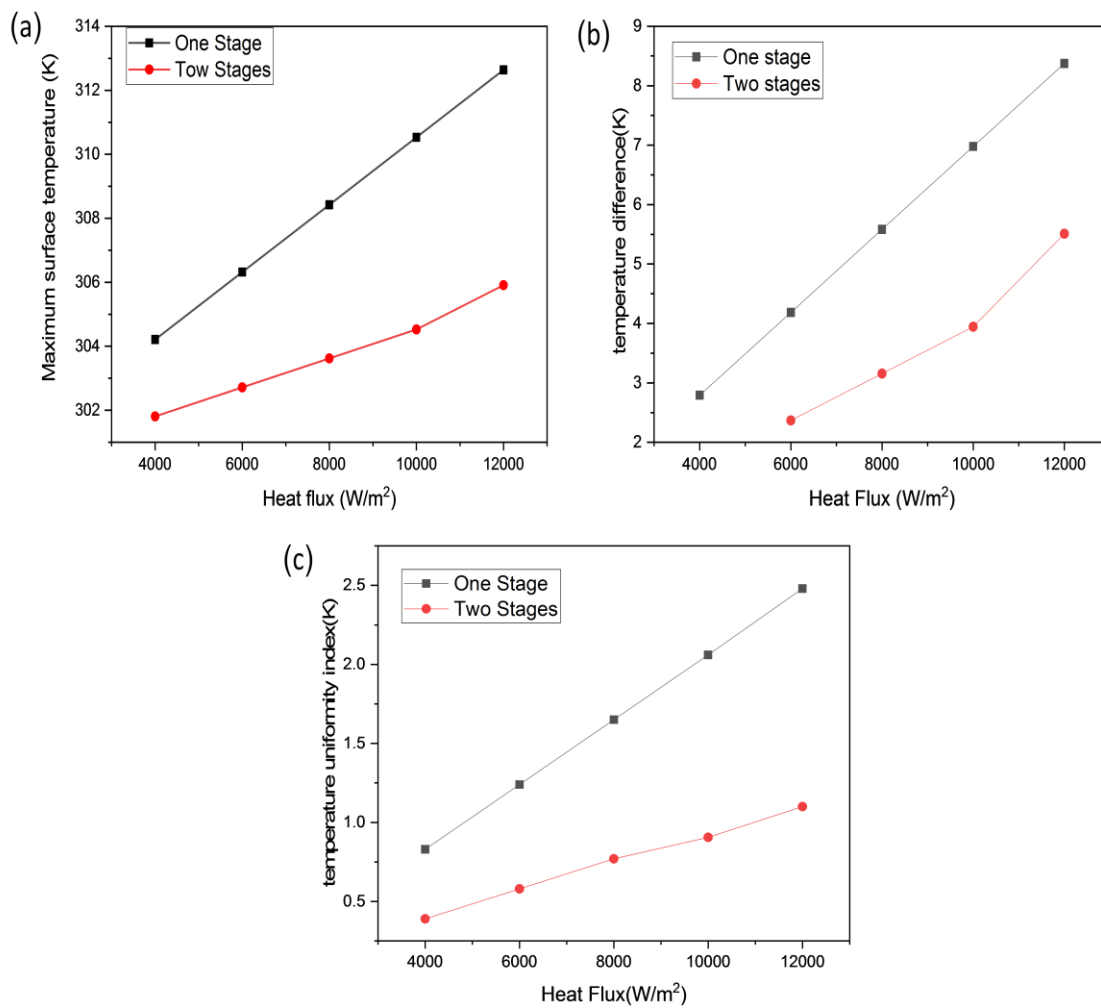 (a)
One Stage
Tow Stages
Maximum surface temperature (K)
314
312
310
308
306
304
302
4000 6000 8000 10000 12000
Heat flux (W/m²)
(b)
One stage
Two stages
temperature difference(K)
9
8
7
6
5
4
3
2
4000 6000 8000 10000 12000
Heat Flux (W/m²)
(c)
One Stage
Two Stages
temperature uniformity index(K)
2.5
2.0
1.5
1.0
0.5
4000 6000 8000 10000 12000
Heat Flux(W/m²)